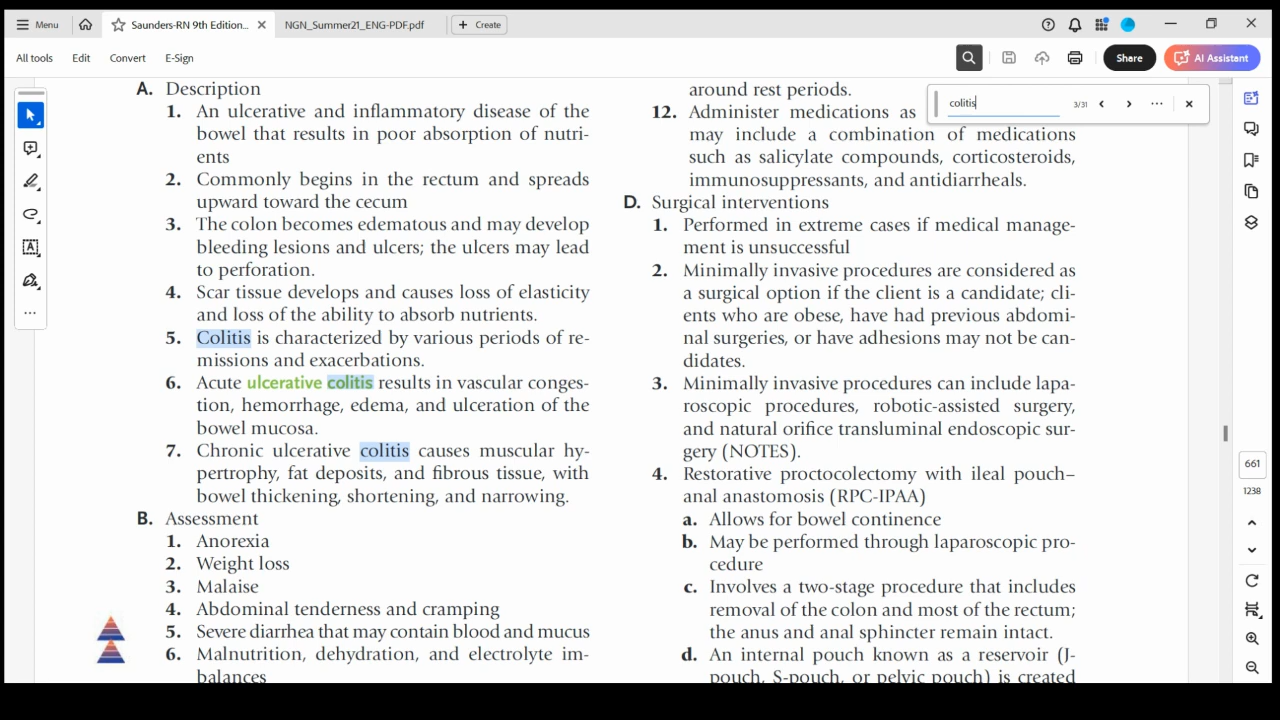 Menu
Saunders-RN 9th Edition...
NGN_Summer21_ENG-PDF.pdf
Create
All tools
Edit
Convert
E-Sign
Share
AI Assistant
colitis
3/31
A. Description
1. An ulcerative and inflammatory disease of the
bowel that results in poor absorption of nutri-
ents
2. Commonly begins in the rectum and spreads
upward toward the cecum
3. The colon becomes edematous and may develop
bleeding lesions and ulcers; the ulcers may lead
to perforation.
4. Scar tissue develops and causes loss of elasticity
and loss of the ability to absorb nutrients.
5. Colitis is characterized by various periods of re-
missions and exacerbations.
6. Acute ulcerative colitis results in vascular conges-
tion, hemorrhage, edema, and ulceration of the
bowel mucosa.
7. Chronic ulcerative colitis causes muscular hy-
pertrophy, fat deposits, and fibrous tissue, with
bowel thickening, shortening, and narrowing.
B. Assessment
1. Anorexia
2. Weight loss
3. Malaise
4. Abdominal tenderness and cramping
5. Severe diarrhea that may contain blood and mucus
6. Malnutrition, dehydration, and electrolyte im-
balances
around rest periods.
12. Administer medications as
may include a combination of medications
such as salicylate compounds, corticosteroids,
immunosuppressants, and antidiarrheals.
D. Surgical interventions
1. Performed in extreme cases if medical manage-
ment is unsuccessful
2. Minimally invasive procedures are considered as
a surgical option if the client is a candidate; cli-
ents who are obese, have had previous abdomi-
nal surgeries, or have adhesions may not be can-
didates.
3. Minimally invasive procedures can include lapa-
roscopic procedures, robotic-assisted surgery,
and natural orifice transluminal endoscopic sur-
gery (NOTES).
4. Restorative proctocolectomy with ileal pouch–
anal anastomosis (RPC-IPAA)
a. Allows for bowel continence
b. May be performed through laparoscopic pro-
cedure
c. Involves a two-stage procedure that includes
removal of the colon and most of the rectum;
the anus and anal sphincter remain intact.
d. An internal pouch known as a reservoir (J-
pouch, S-pouch, or pelvic pouch) is created
661
1238